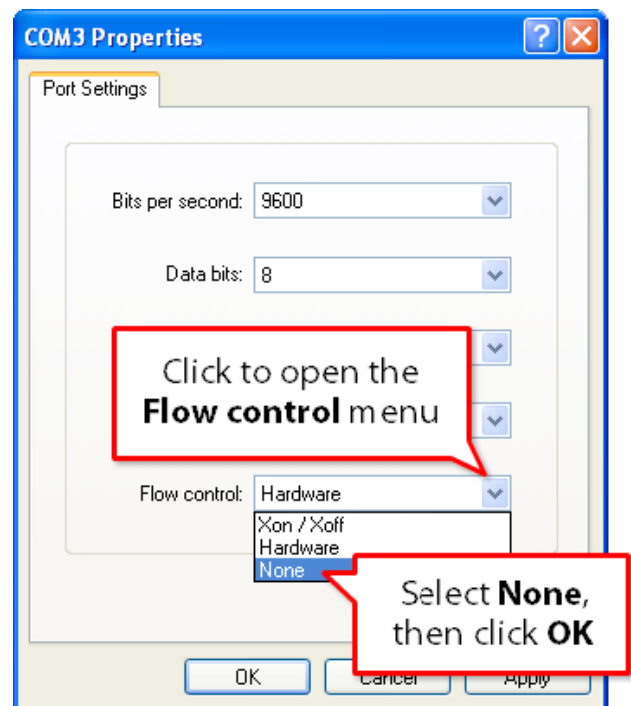 COM3 Properties
Port Settings
Bits per second: 9600
Data bits: 8
Click to open the
Flow control menu
Flow control: Hardware
Xon / Xoff
Hardware
None
Select None,
then click OK
OK Cancel Apply